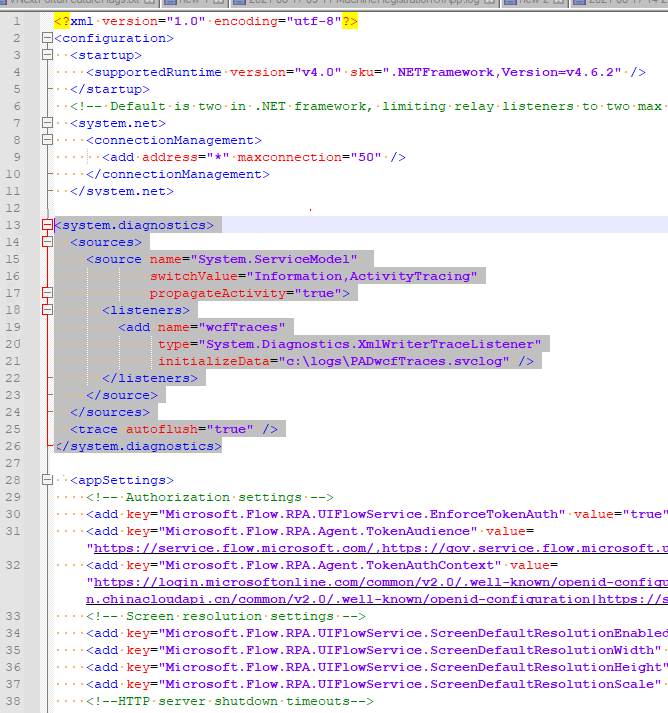 1 <?xml version="1.0" encoding="utf-8"?>
2 <configuration>
3 <startup>
4 <supportedRuntime version="v4.0" sku=".NETFramework,Version=v4.6.2" />
5 </startup>
6 <!-- Default is two in .NET framework, limiting relay listeners to two max
7 <system.net>
8 <connectionManagement>
9 <add address="*" maxconnection="50" />
10 </connectionManagement>
11 </system.net>
12
13 <system.diagnostics>
14 <sources>
15 <source name="System.ServiceModel"
16 switchValue="Information,ActivityTracing"
17 propagateActivity="true">
18 <listeners>
19 <add name="wcfTraces"
20 type="System.Diagnostics.XmlWriterTraceListener"
21 initializeData="c:\logs\PADwcfTraces.svclog" />
22 </listeners>
23 </source>
24 </sources>
25 <trace autoflush="true" />
26 </system.diagnostics>
27
28 <appSettings>
29 <!-- Authorization settings -->
30 <add key="Microsoft.Flow.RPA.UIFlowService.EnforceTokenAuth" value="true"
31 <add key="Microsoft.Flow.RPA.Agent.TokenAudience" value=
"https://service.flow.microsoft.com/,https://gov.service.flow.microsoft.u
32 <add key="Microsoft.Flow.RPA.Agent.TokenAuthContext" value=
"https://login.microsoftonline.com/common/v2.0/.well-known/openid-configu
n.chinacloudapi.cn/common/v2.0/.well-known/openid-configuration|https://s
33 <!-- Screen resolution settings -->
34 <add key="Microsoft.Flow.RPA.UIFlowService.ScreenDefaultResolutionEnabled
35 <add key="Microsoft.Flow.RPA.UIFlowService.ScreenDefaultResolutionWidth"
36 <add key="Microsoft.Flow.RPA.UIFlowService.ScreenDefaultResolutionHeight"
37 <add key="Microsoft.Flow.RPA.UIFlowService.ScreenDefaultResolutionScale"
38 <!--HTTP server shutdown timeouts-->